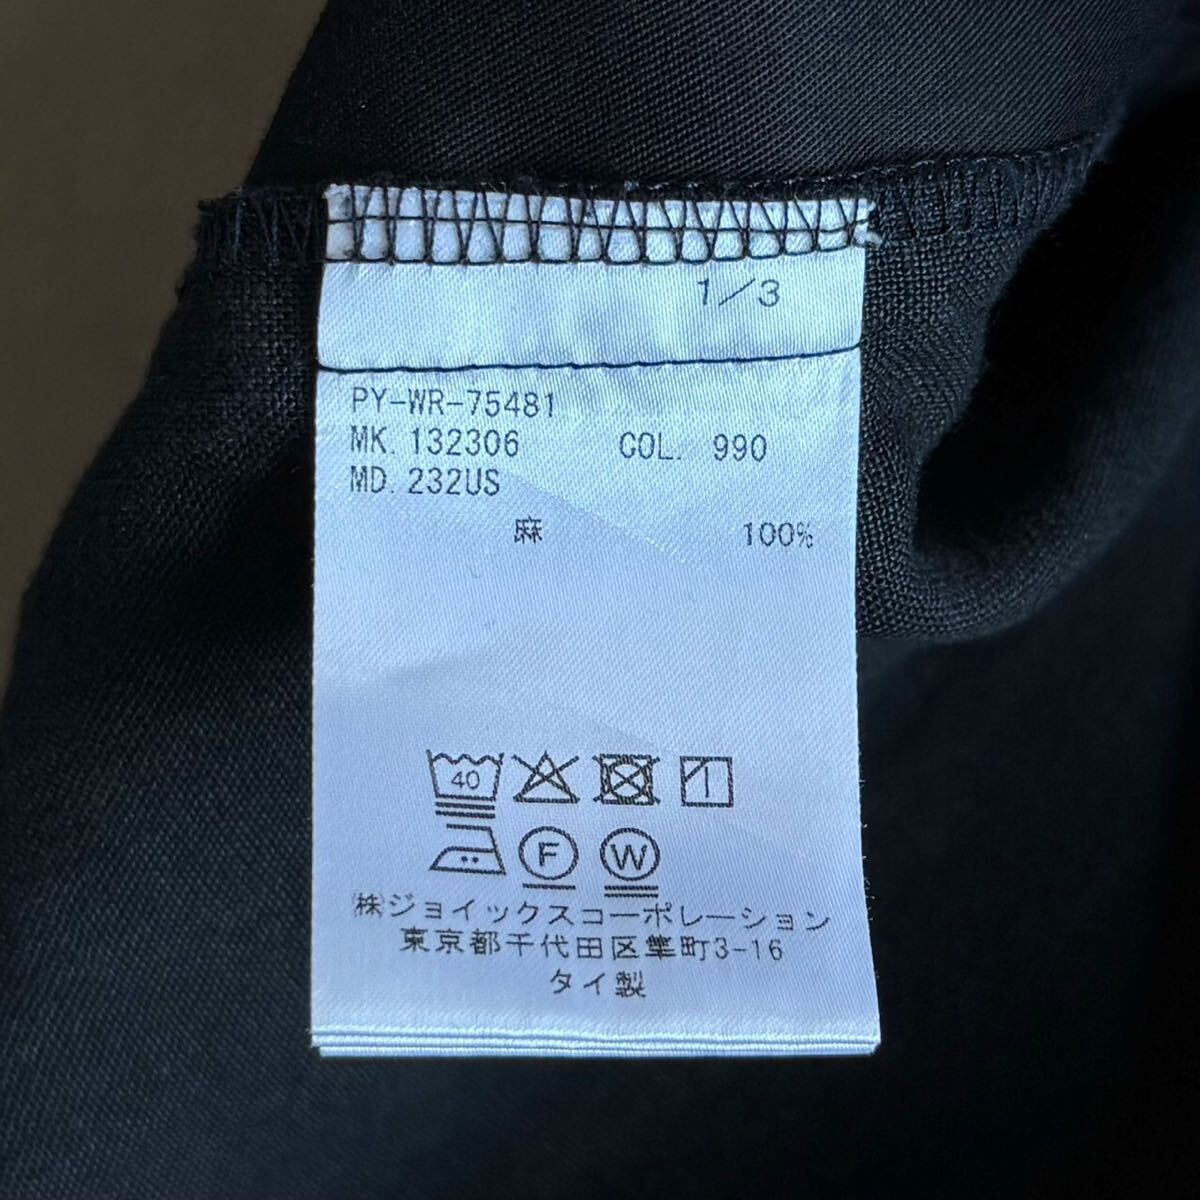 1/3
PY-WR-75481
MK. 132306 COL. 990
MD. 232US
麻 100%
40
F W
㈱ジョイックスコーポレーション
東京都千代田区隼町3-16
タイ製